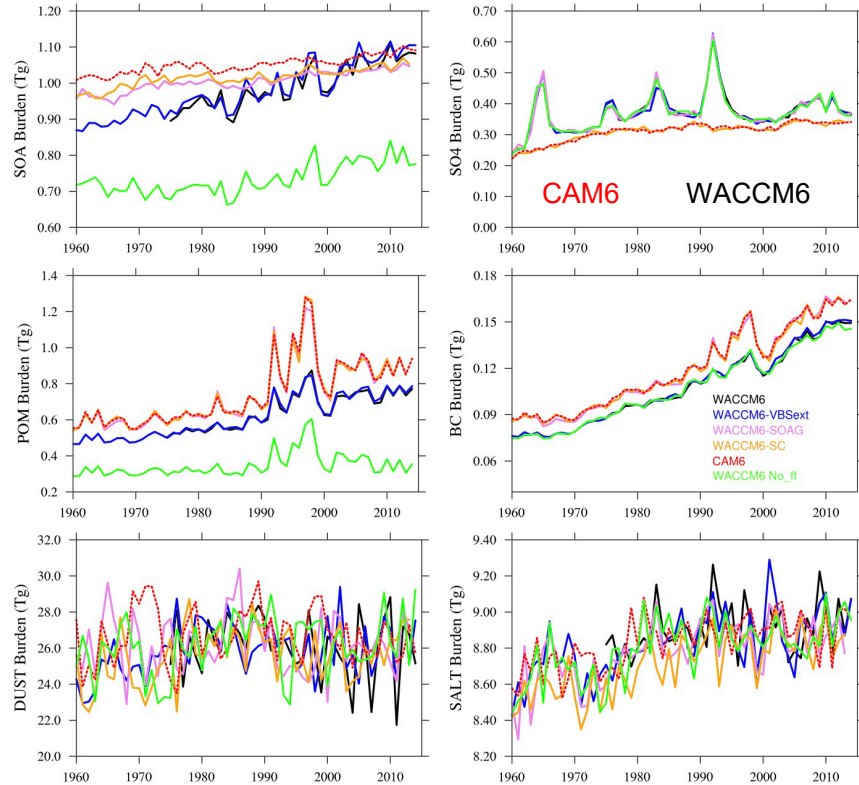 SOA Burden (Tg)
1.20
1.10
1.00
0.90
0.80
0.70
0.60
1960 1970 1980 1990 2000 2010
SO4 Burden (Tg)
0.70
0.60
0.50
0.40
0.30
0.20
0.10
0.00
CAM6 WACCM6
1960 1970 1980 1990 2000 2010
POM Burden (Tg)
1.4
1.2
1.0
0.8
0.6
0.4
0.2
1960 1970 1980 1990 2000 2010
BC Burden (Tg)
0.18
0.15
0.12
0.09
0.06
WACCM6
WACCM6-VBSext
WACCM6-SOAG
WACCM6-SC
CAM6
WACCM6 No_ff
1960 1970 1980 1990 2000 2010
DUST Burden (Tg)
32.0
30.0
28.0
26.0
24.0
22.0
20.0
1960 1970 1980 1990 2000 2010
SALT Burden (Tg)
9.40
9.20
9.00
8.80
8.60
8.40
8.20
1960 1970 1980 1990 2000 2010